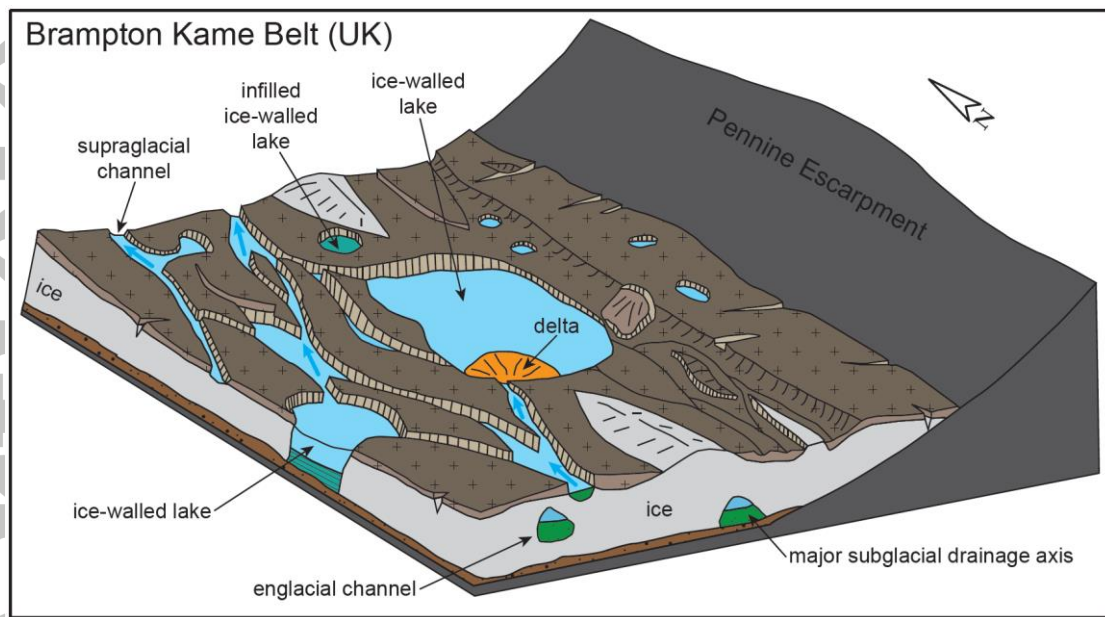 Brampton Kame Belt (UK)
infilled
ice-walled
lake
ice-walled
lake
supraglacial
channel
N
Pennine Escarpment
ice
delta
ice-walled lake
ice
englacial channel
major subglacial drainage axis